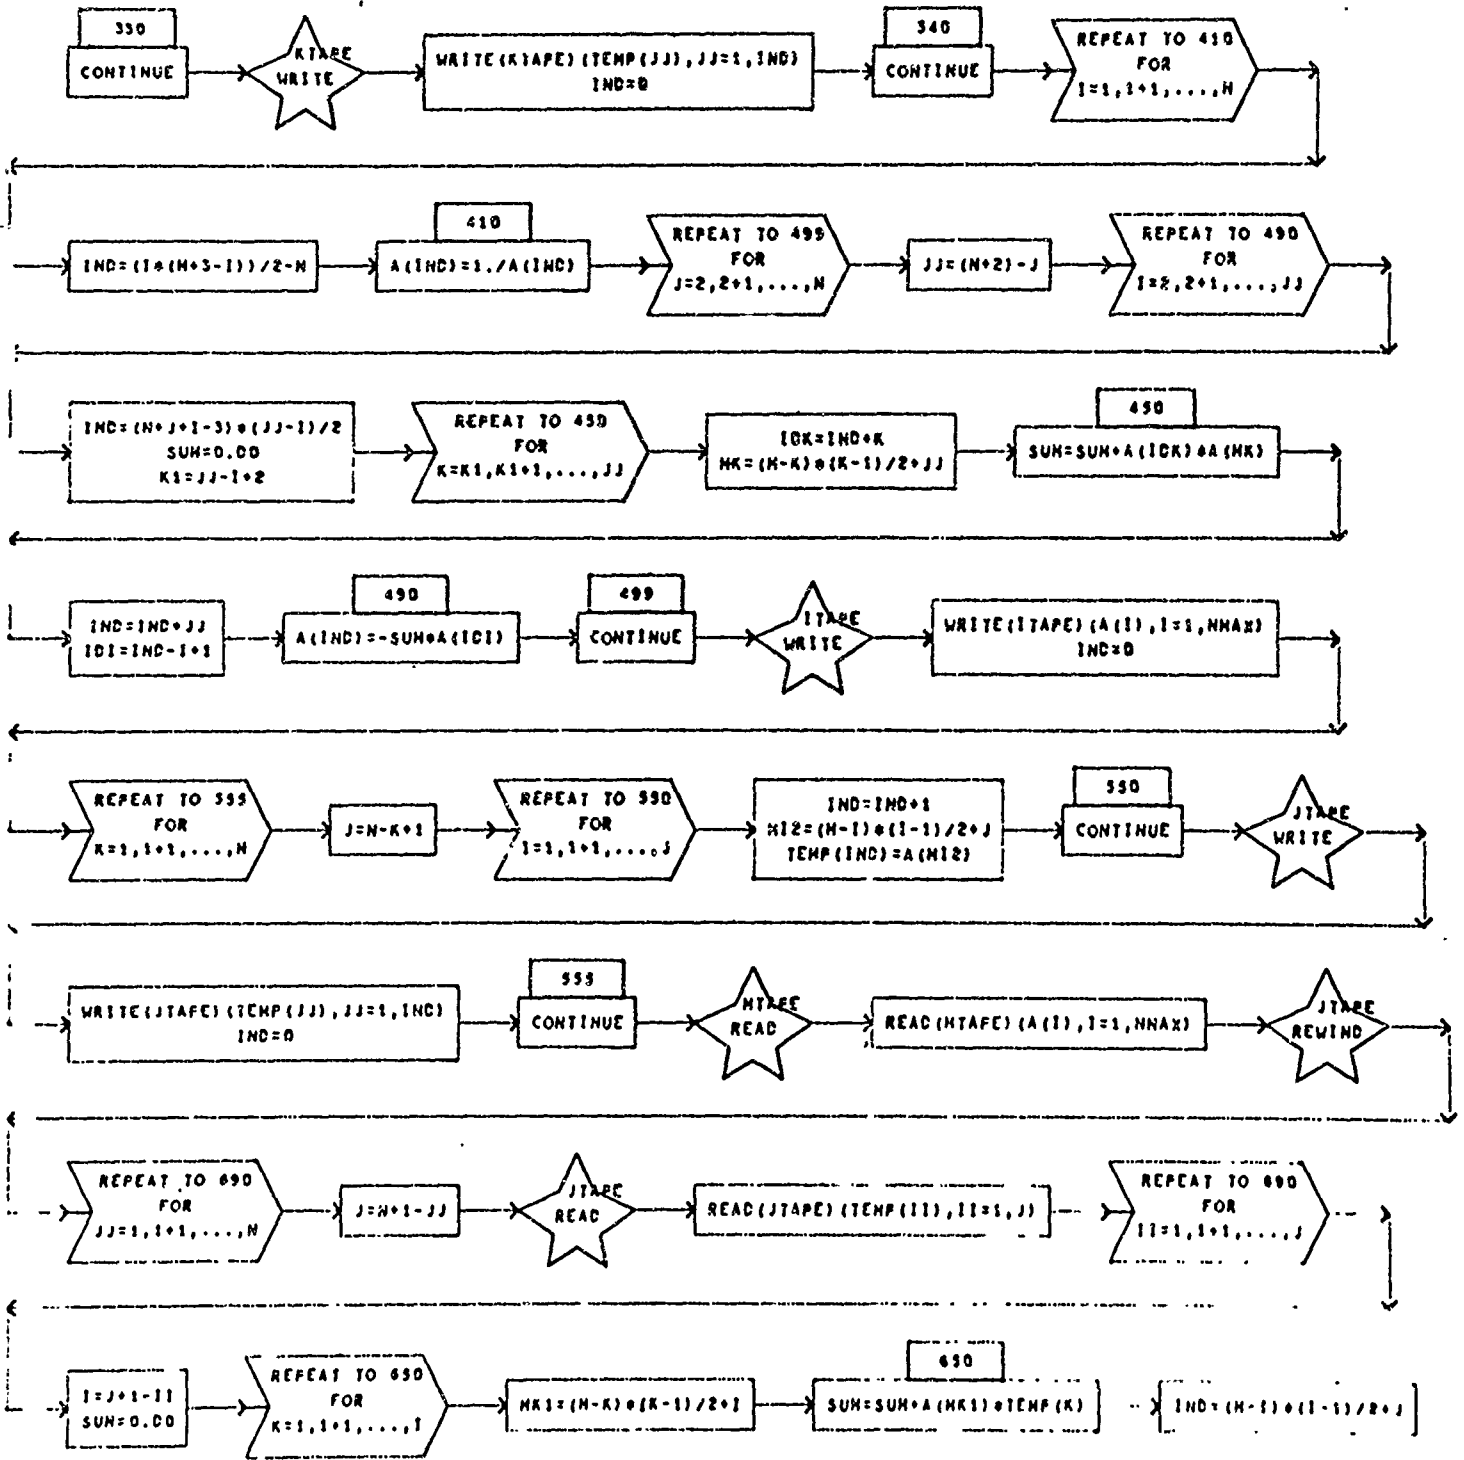 330
CONTINUE
KTAPE
WRITE
WRITE(KTAPE)(TEMP(JJ),JJ=1,IND)
IND=0
340
CONTINUE
REPEAT TO 410
FOR
I=1,1+1,...,N
IND=(I*(N+3-I))/2-N
410
A(IND)=1./A(IND)
REPEAT TO 499
FOR
J=2,2+1,...,N
JJ=(N+2)-J
REPEAT TO 490
FOR
I=2,2+1,...,JJ
IND=(N+J+I-3)*(JJ-I)/2
SUM=0.00
K1=JJ-I+2
REPEAT TO 450
FOR
K=K1,K1+1,...,JJ
IDK=IND+K
NK=(N-K)*(K-1)/2+JJ
450
SUM=SUM+A(IDK)*A(NK)
IND=IND+JJ
IDI=IND-I+1
490
A(IND)=-SUM*A(IDI)
499
CONTINUE
ITAPE
WRITE
WRITE(ITAPE)(A(I),I=1,NMAX)
IND=0
REPEAT TO 555
FOR
K=1,1+1,...,N
J=N-K+1
REPEAT TO 550
FOR
I=1,1+1,...,J
IND=IND+1
NI2=(N-I)*(I-1)/2+J
TEMP(IND)=A(NI2)
550
CONTINUE
JTAPE
WRITE
WRITE(JTAPE)(TEMP(JJ),JJ=1,IND)
IND=0
555
CONTINUE
MTAPE
READ
READ(MTAPE)(A(I),I=1,NMAX)
JTAPE
REWIND
REPEAT TO 690
FOR
JJ=1,1+1,...,N
J=N+1-JJ
JTAPE
READ
READ(JTAPE)(TEMP(II),II=1,J)
REPEAT TO 690
FOR
II=1,1+1,...,J
I=J+1-II
SUM=0.00
REPEAT TO 650
FOR
K=1,1+1,...,I
NK1=(N-K)*(K-1)/2+I
650
SUM=SUM+A(NK1)*TEMP(K)
IND=(N-I)*(I-1)/2+J